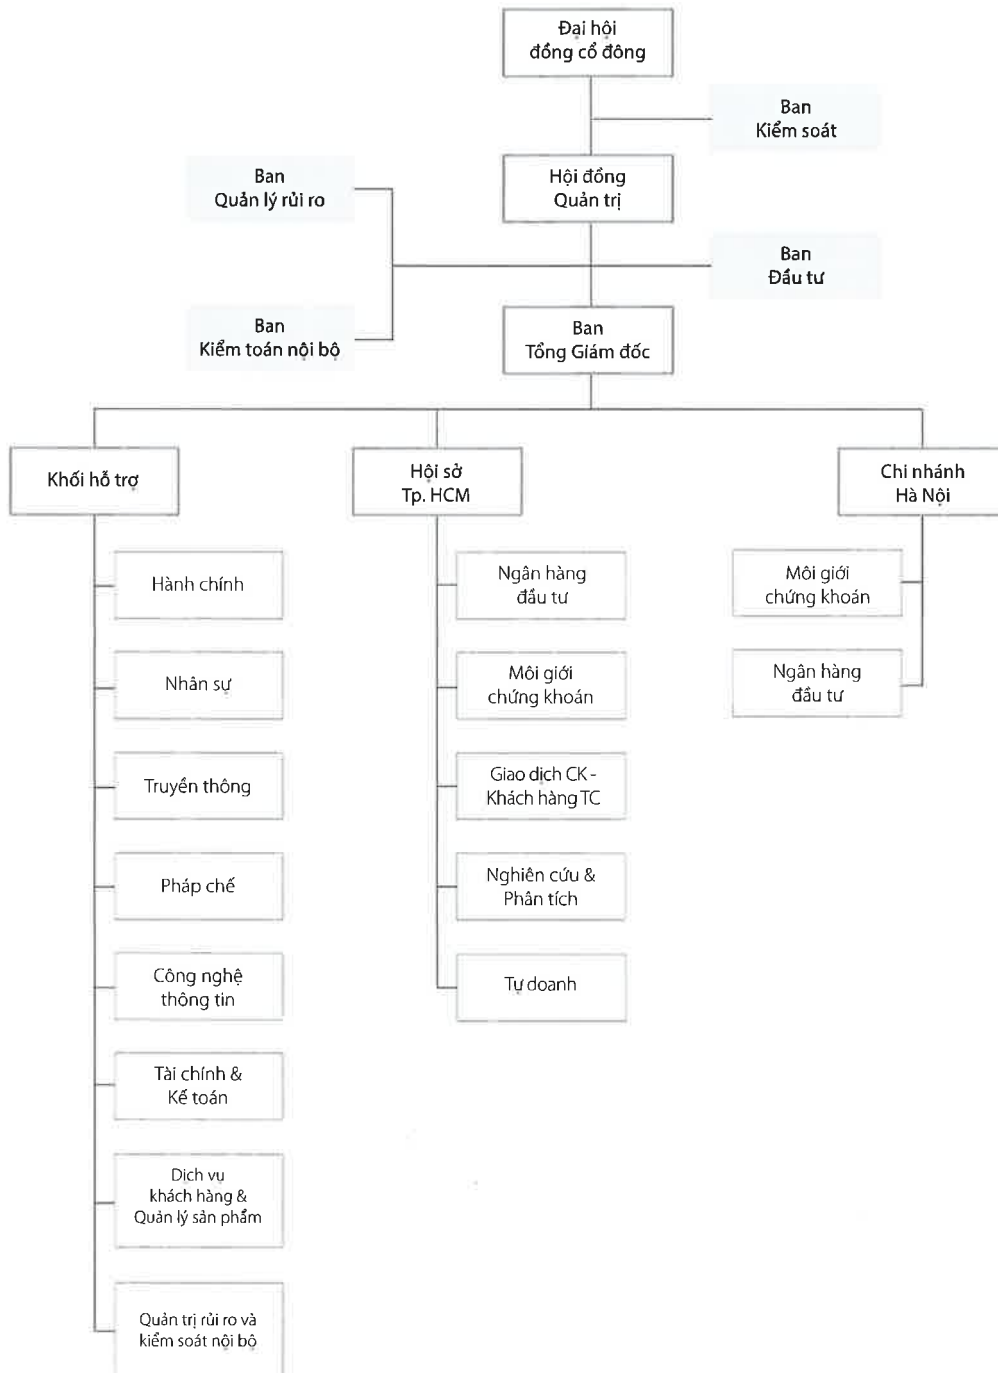 Đại hội
đồng cổ đông
Ban
Kiểm soát
Ban
Quản lý rủi ro
Hội đồng
Quản trị
Ban
Đầu tư
Ban
Kiểm toán nội bộ
Ban
Tổng Giám đốc
Khối hỗ trợ
Hành chính
Nhân sự
Truyền thông
Pháp chế
Công nghệ
thông tin
Tài chính &
Kế toán
Dịch vụ
khách hàng &
Quản lý sản phẩm
Quản trị rủi ro và
kiểm soát nội bộ
Hội sở
Tp. HCM
Ngân hàng
đầu tư
Môi giới
chứng khoán
Giao dịch CK -
Khách hàng TC
Nghiên cứu &
Phân tích
Tự doanh
Chi nhánh
Hà Nội
Môi giới
chứng khoán
Ngân hàng
đầu tư